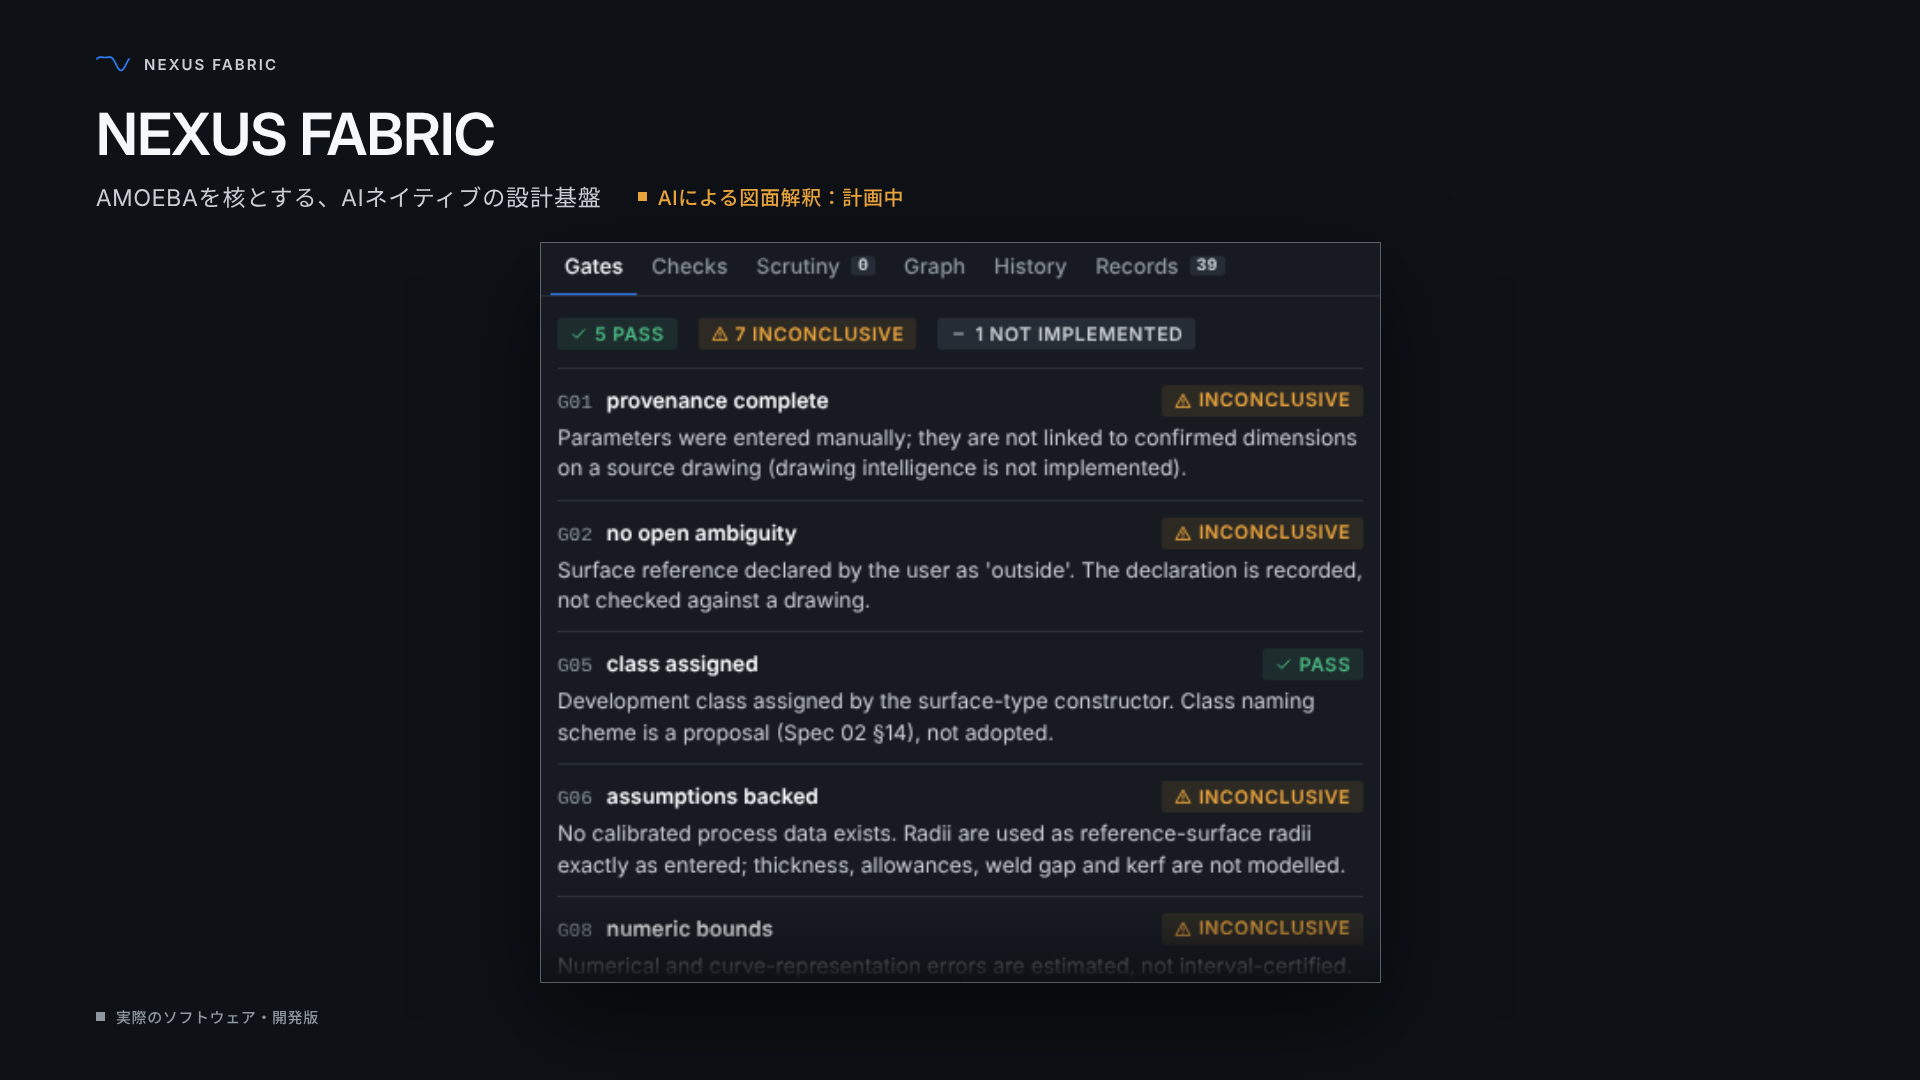 NEXUS FABRIC
NEXUS FABRIC
AMOEBAを核とする、AIネイティブの設計基盤 AIによる図面解釈：計画中
Gates Checks Scrutiny 0 Graph History Records 39
5 PASS 7 INCONCLUSIVE 1 NOT IMPLEMENTED
G01 provenance complete INCONCLUSIVE
Parameters were entered manually; they are not linked to confirmed dimensions
on a source drawing (drawing intelligence is not implemented).
G02 no open ambiguity INCONCLUSIVE
Surface reference declared by the user as 'outside'. The declaration is recorded,
not checked against a drawing.
G05 class assigned PASS
Development class assigned by the surface-type constructor. Class naming
scheme is a proposal (Spec 02 §14), not adopted.
G06 assumptions backed INCONCLUSIVE
No calibrated process data exists. Radii are used as reference-surface radii
exactly as entered; thickness, allowances, weld gap and kerf are not modelled.
G08 numeric bounds INCONCLUSIVE
Numerical and curve-representation errors are estimated, not interval-certified.
実際のソフトウェア・開発版